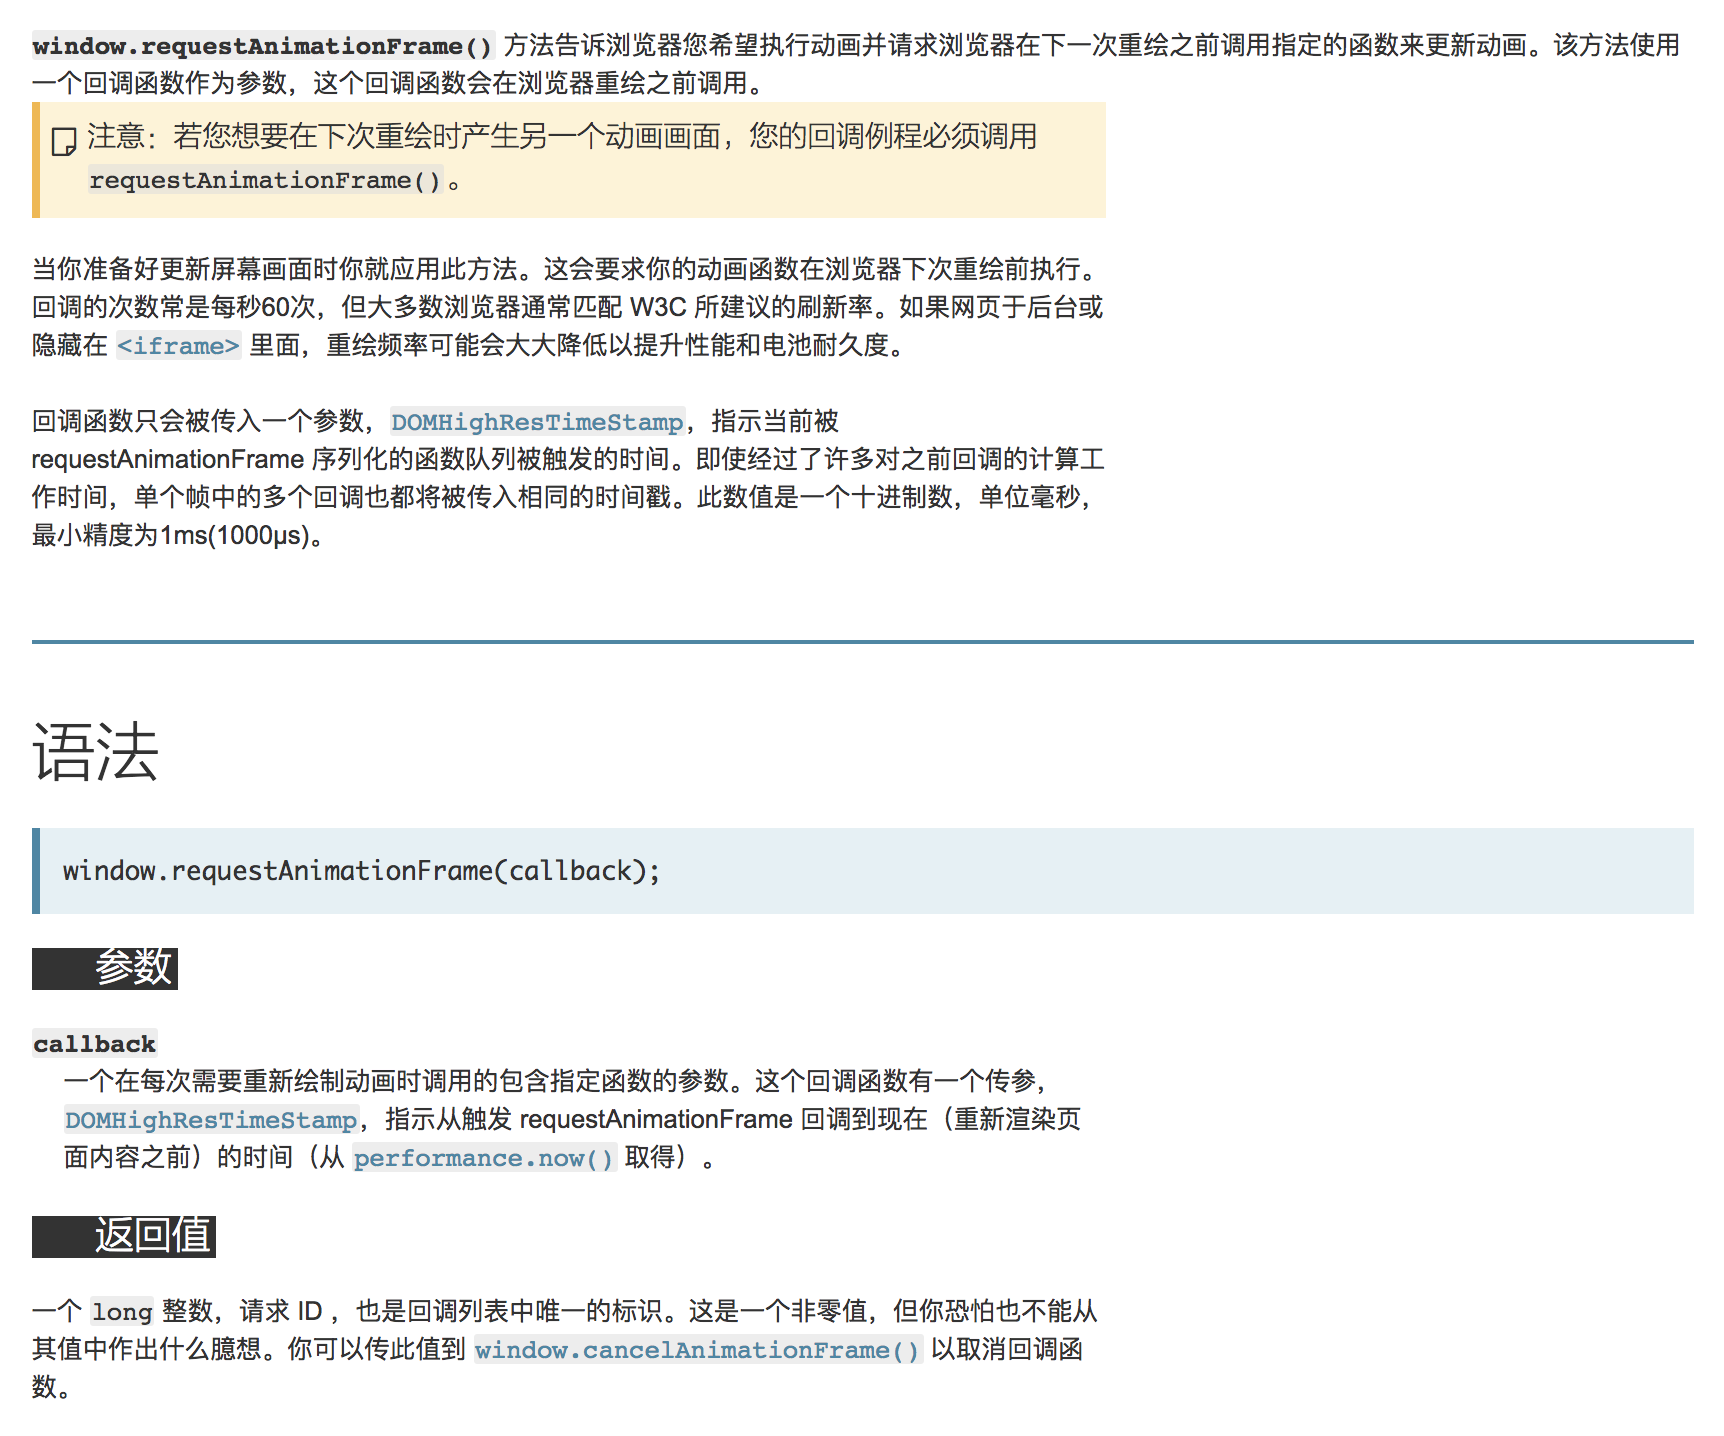 window.requestAnimationFrame() 方法告诉浏览器您希望执行动画并请求浏览器在下一次重绘之前调用指定的函数来更新动画。该方法使用
一个回调函数作为参数，这个回调函数会在浏览器重绘之前调用。
注意：若您想要在下次重绘时产生另一个动画画面，您的回调例程必须调用
requestAnimationFrame()。
当你准备好更新屏幕画面时你就应用此方法。这会要求你的动画函数在浏览器下次重绘前执行。
回调的次数常是每秒60次，但大多数浏览器通常匹配 W3C 所建议的刷新率。如果网页于后台或
隐藏在 <iframe> 里面，重绘频率可能会大大降低以提升性能和电池耐久度。
回调函数只会被传入一个参数，DOMHighResTimeStamp，指示当前被
requestAnimationFrame 序列化的函数队列被触发的时间。即使经过了许多对之前回调的计算工
作时间，单个帧中的多个回调也都将被传入相同的时间戳。此数值是一个十进制数，单位毫秒，
最小精度为1ms(1000μs)。
语法
window.requestAnimationFrame(callback);
参数
callback
一个在每次需要重新绘制动画时调用的包含指定函数的参数。这个回调函数有一个传参，
DOMHighResTimeStamp，指示从触发 requestAnimationFrame 回调到现在（重新渲染页
面内容之前）的时间（从 performance.now() 取得）。
返回值
一个 long 整数，请求 ID ，也是回调列表中唯一的标识。这是一个非零值，但你恐怕也不能从
其值中作出什么臆想。你可以传此值到 window.cancelAnimationFrame() 以取消回调函
数。